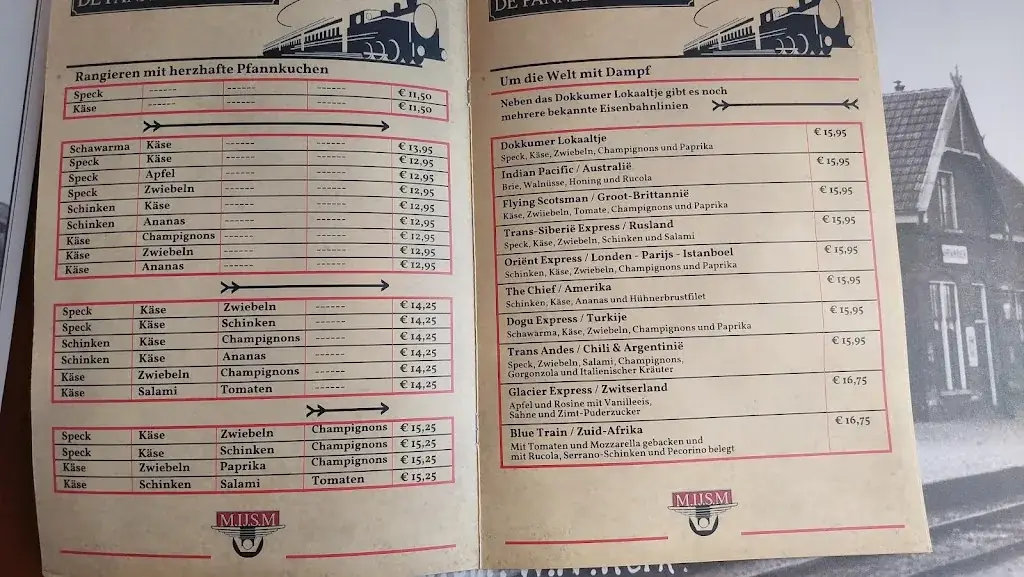 Rangieren mit herzhafte Pfannkuchen
Speck ------ ------ ------ € 11,50
Käse ------ ------ ------ € 11,50
Schawarma Käse ------ ------ € 13,95
Speck Käse ------ ------ € 12,95
Speck Apfel ------ ------ € 12,95
Speck Zwiebeln ------ ------ € 12,95
Schinken Käse ------ ------ € 12,95
Schinken Ananas ------ ------ € 12,95
Käse Champignons ------ ------ € 12,95
Käse Zwiebeln ------ ------ € 12,95
Käse Ananas ------ ------ € 12,95
Speck Käse Zwiebeln ------ € 14,25
Speck Käse Schinken ------ € 14,25
Schinken Käse Champignons ------ € 14,25
Schinken Käse Ananas ------ € 14,25
Käse Zwiebeln Champignons ------ € 14,25
Käse Salami Tomaten ------ € 14,25
Speck Käse Zwiebeln Champignons € 15,25
Speck Käse Schinken Champignons € 15,25
Käse Zwiebeln Paprika Champignons € 15,25
Käse Schinken Salami Tomaten € 15,25
M.IJ.S.M
Um die Welt mit Dampf
Neben das Dokkumer Lokaaltje gibt es noch
mehrere bekannte Eisenbahnlinien
Dokkumer Lokaaltje € 15,95
Speck, Käse, Zwiebeln, Champignons und Paprika
Indian Pacific / Australië € 15,95
Brie, Walnüsse, Honing und Rucola
Flying Scotsman / Groot-Brittannië € 15,95
Käse, Zwiiebeln, Tomate, Champignons und Paprika
Trans-Siberië Express / Rusland € 15,95
Speck, Käse, Zwiebeln, Schinken und Salami
Oriënt Express / Londen - Parijs - Istanboel € 15,95
Schinken, Käse, Zwiebeln, Champignons und Paprika
The Chief / Amerika € 15,95
Schinken, Käse, Ananas und Hühnerbrustfilet
Dogu Express / Turkije € 15,95
Schawarma, Käse, Zwiebeln, Champignons und Paprika
Trans Andes / Chili & Argentinië € 15,95
Speck, Zwiebeln, Salami, Champignons,
Gorgonzola und Italienischer Kräuter
Glacier Express / Zwitserland € 16,75
Apfel und Rosine mit Vanilleeis,
Sahne und Zimt-Puderzucker
Blue Train / Zuid-Afrika € 16,75
Mit Tomaten und Mozzarella gebacken und
mit Rucola, Serrano-Schinken und Pecorino belegt
M.IJ.S.M